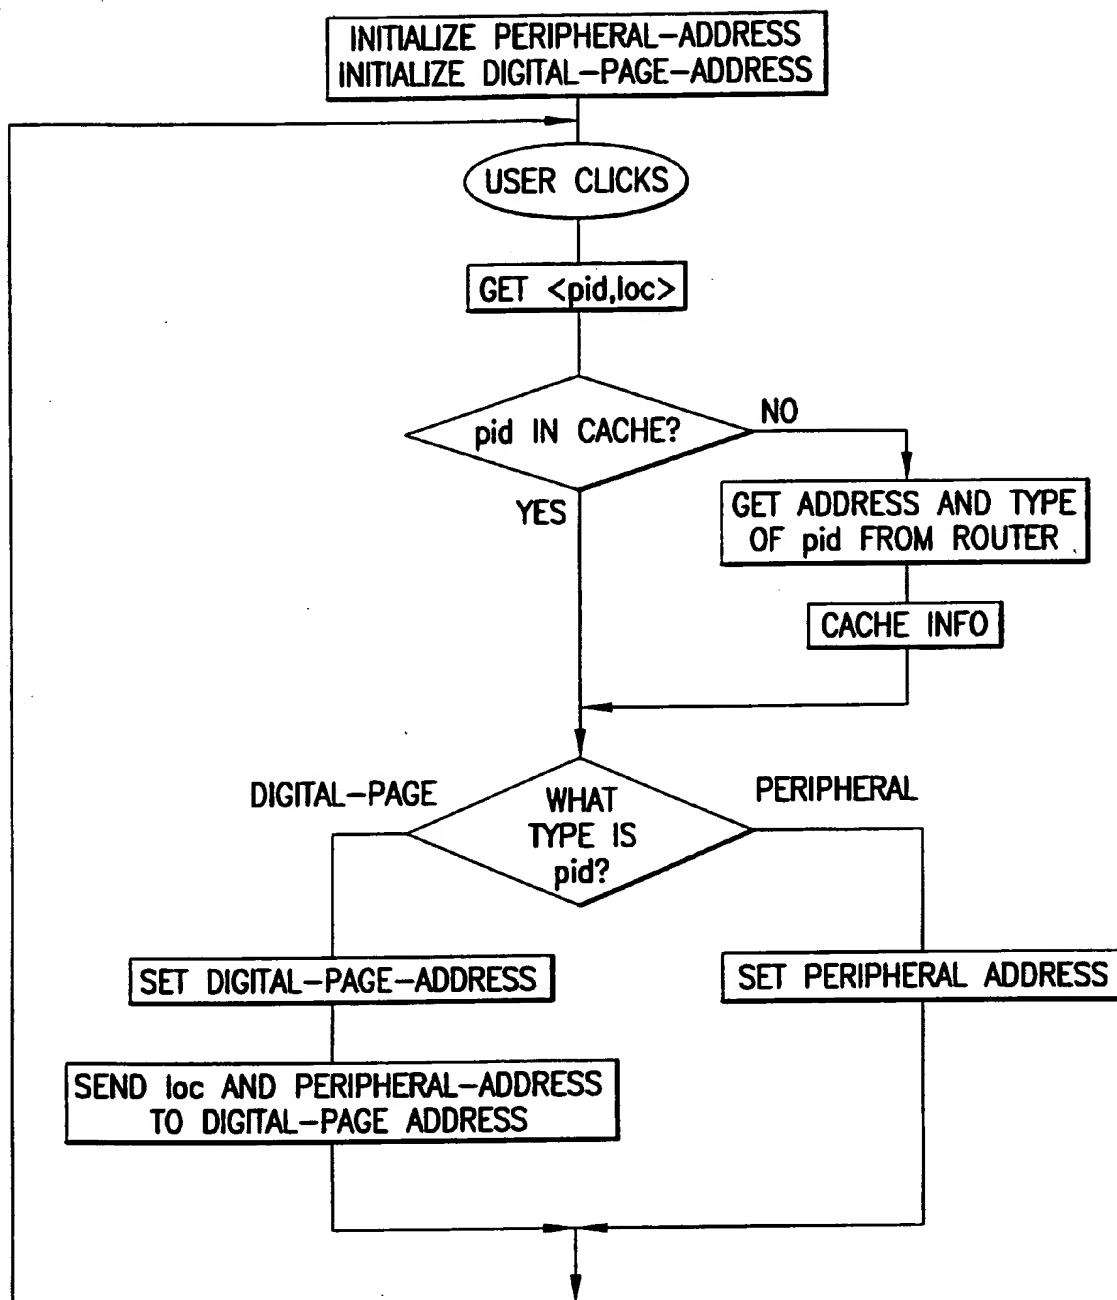 INITIALIZE PERIPHERAL-ADDRESS
INITIALIZE DIGITAL-PAGE-ADDRESS
USER CLICKS
GET <pid,loc>
pid IN CACHE?
NO
YES
GET ADDRESS AND TYPE
OF pid FROM ROUTER
CACHE INFO
DIGITAL-PAGE
WHAT
TYPE IS
pid?
PERIPHERAL
SET DIGITAL-PAGE-ADDRESS
SET PERIPHERAL ADDRESS
SEND loc AND PERIPHERAL-ADDRESS
TO DIGITAL-PAGE ADDRESS